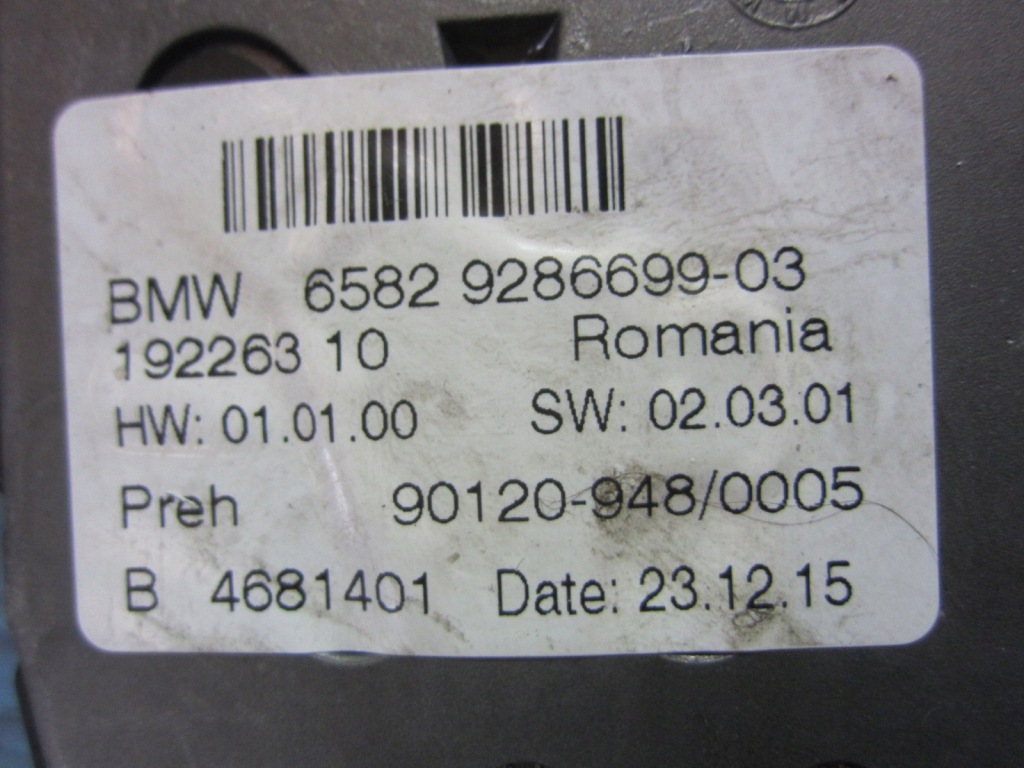 BMW 6582 9286699-03
192263 10 Romania
HW: 01.01.00 SW: 02.03.01
Preh 90120-948/0005
B 4681401 Date: 23.12.15